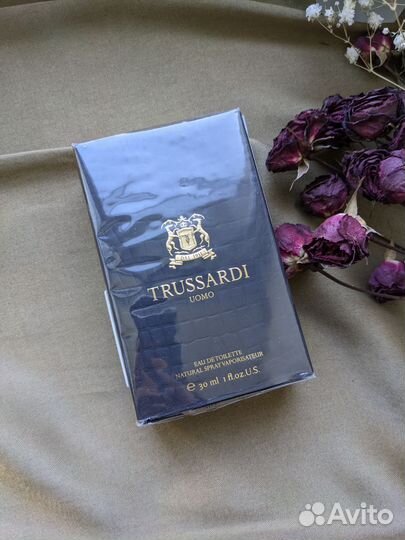 TRUSSARDI
UOMO
EAU DE TOILETTE
NATURAL SPRAY VAPORISATEUR
℮ 30 ml 1 fl.oz.U.S.
Avito